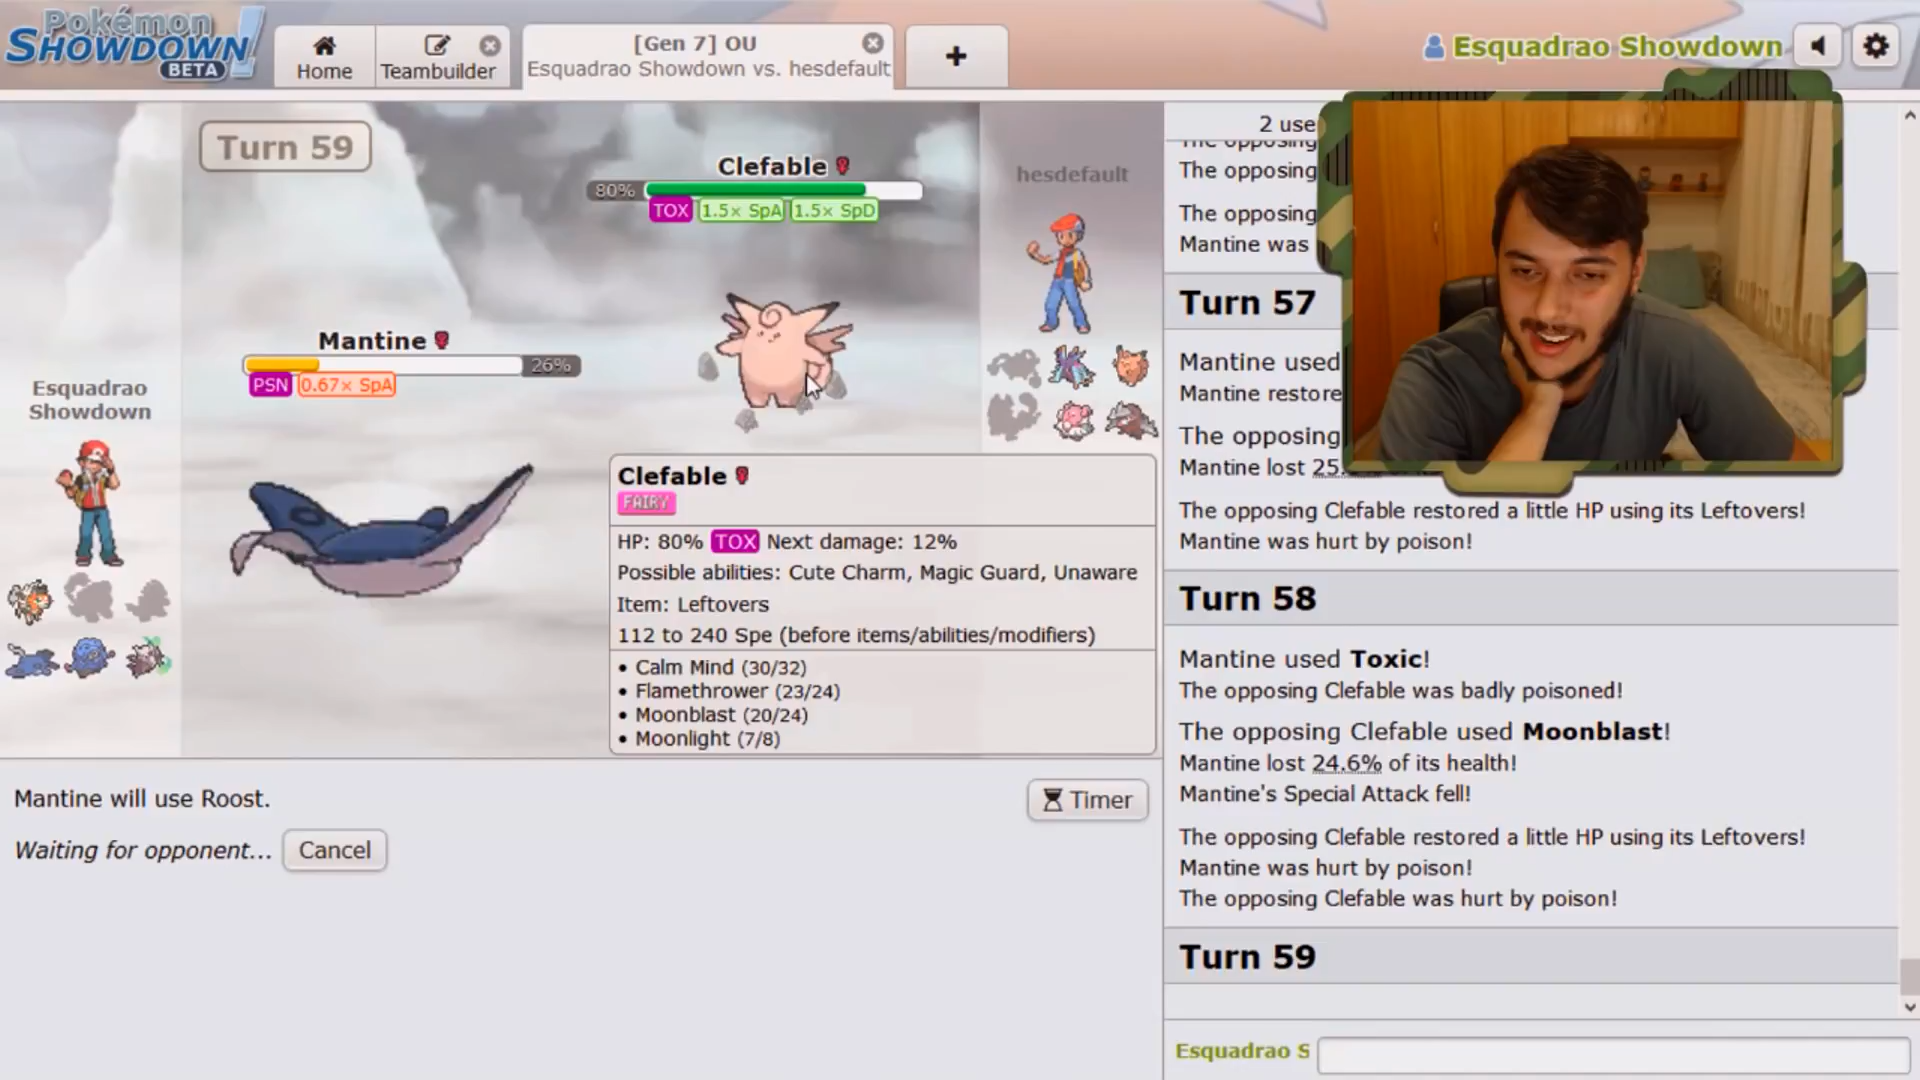 Pokémon
SHOWDOWN!
BETA
Home
Teambuilder
[Gen 7] OU
Esquadrao Showdown vs. hesdefault
Esquadrao Showdown
Turn 59
Clefable
80%
TOX 1.5× SpA 1.5× SpD
hesdefault
Mantine
26%
PSN 0.67× SpA
Esquadrao
Showdown
Clefable
FAIRY
HP: 80% TOX Next damage: 12%
Possible abilities: Cute Charm, Magic Guard, Unaware
Item: Leftovers
112 to 240 Spe (before items/abilities/modifiers)
• Calm Mind (30/32)
• Flamethrower (23/24)
• Moonblast (20/24)
• Moonlight (7/8)
Mantine will use Roost.
Timer
Waiting for opponent...
Cancel
2 use
The opposing
The opposing
The opposing
Mantine was
Turn 57
Mantine used
Mantine restore
The opposing
Mantine lost 25.
The opposing Clefable restored a little HP using its Leftovers!
Mantine was hurt by poison!
Turn 58
Mantine used Toxic!
The opposing Clefable was badly poisoned!
The opposing Clefable used Moonblast!
Mantine lost 24.6% of its health!
Mantine's Special Attack fell!
The opposing Clefable restored a little HP using its Leftovers!
Mantine was hurt by poison!
The opposing Clefable was hurt by poison!
Turn 59
Esquadrao S